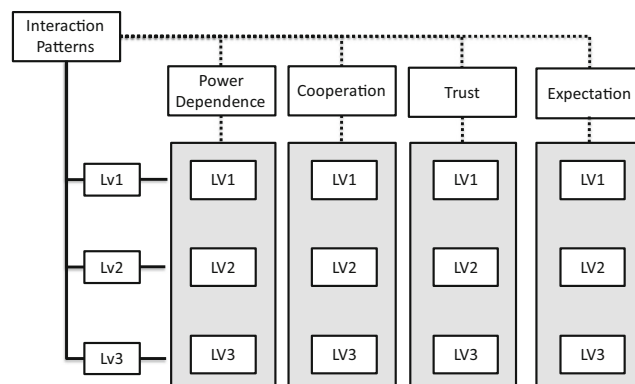 Interaction
Patterns
Power
Dependence
Cooperation
Trust
Expectation
Lv1
LV1
LV1
LV1
LV1
Lv2
LV2
LV2
LV2
LV2
Lv3
LV3
LV3
LV3
LV3